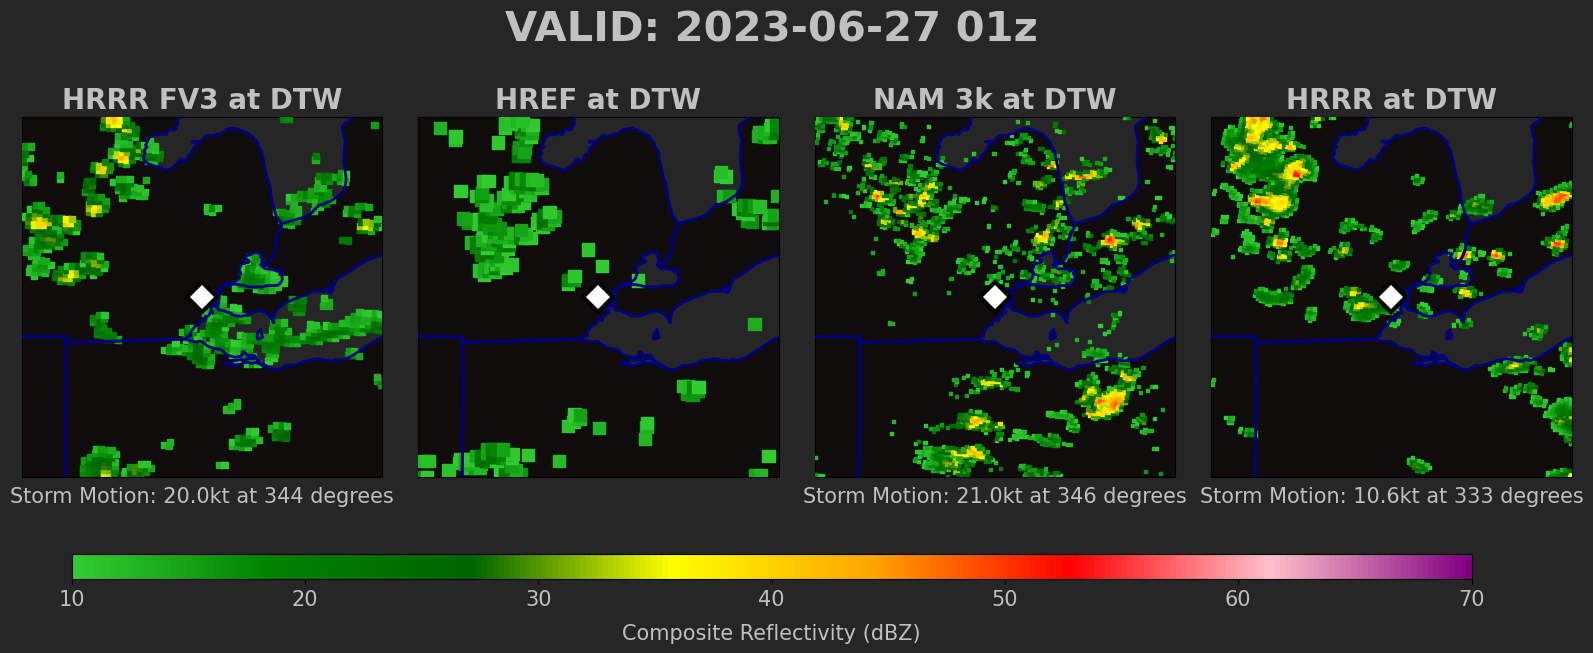 VALID: 2023-06-27 01z
HRRR FV3 at DTW
HREF at DTW
NAM 3k at DTW
HRRR at DTW
Storm Motion: 20.0kt at 344 degrees
Storm Motion: 21.0kt at 346 degrees
Storm Motion: 10.6kt at 333 degrees
10 20 30 40 50 60 70
Composite Reflectivity (dBZ)